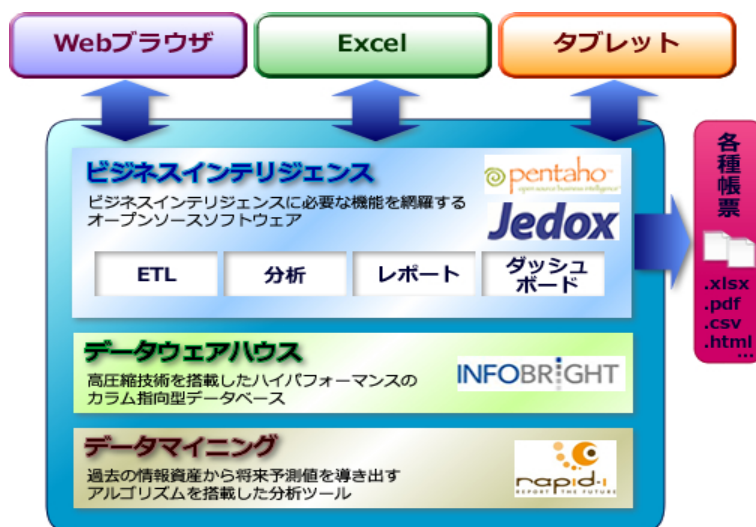 Webブラウザ
Excel
タブレット
ビジネスインテリジェンス
ビジネスインテリジェンスに必要な機能を網羅する
オープンソースソフトウェア
pentaho™
open source business intelligence™
Jedox
ETL
分析
レポート
ダッシュ
ボード
各種帳票
.xlsx
.pdf
.csv
.html
...
データウェアハウス
高圧縮技術を搭載したハイパフォーマンスの
カラム指向型データベース
INFOBRIGHT
データマイニング
過去の情報資産から将来予測値を導き出す
アルゴリズムを搭載した分析ツール
rapid-i
REPORT THE FUTURE